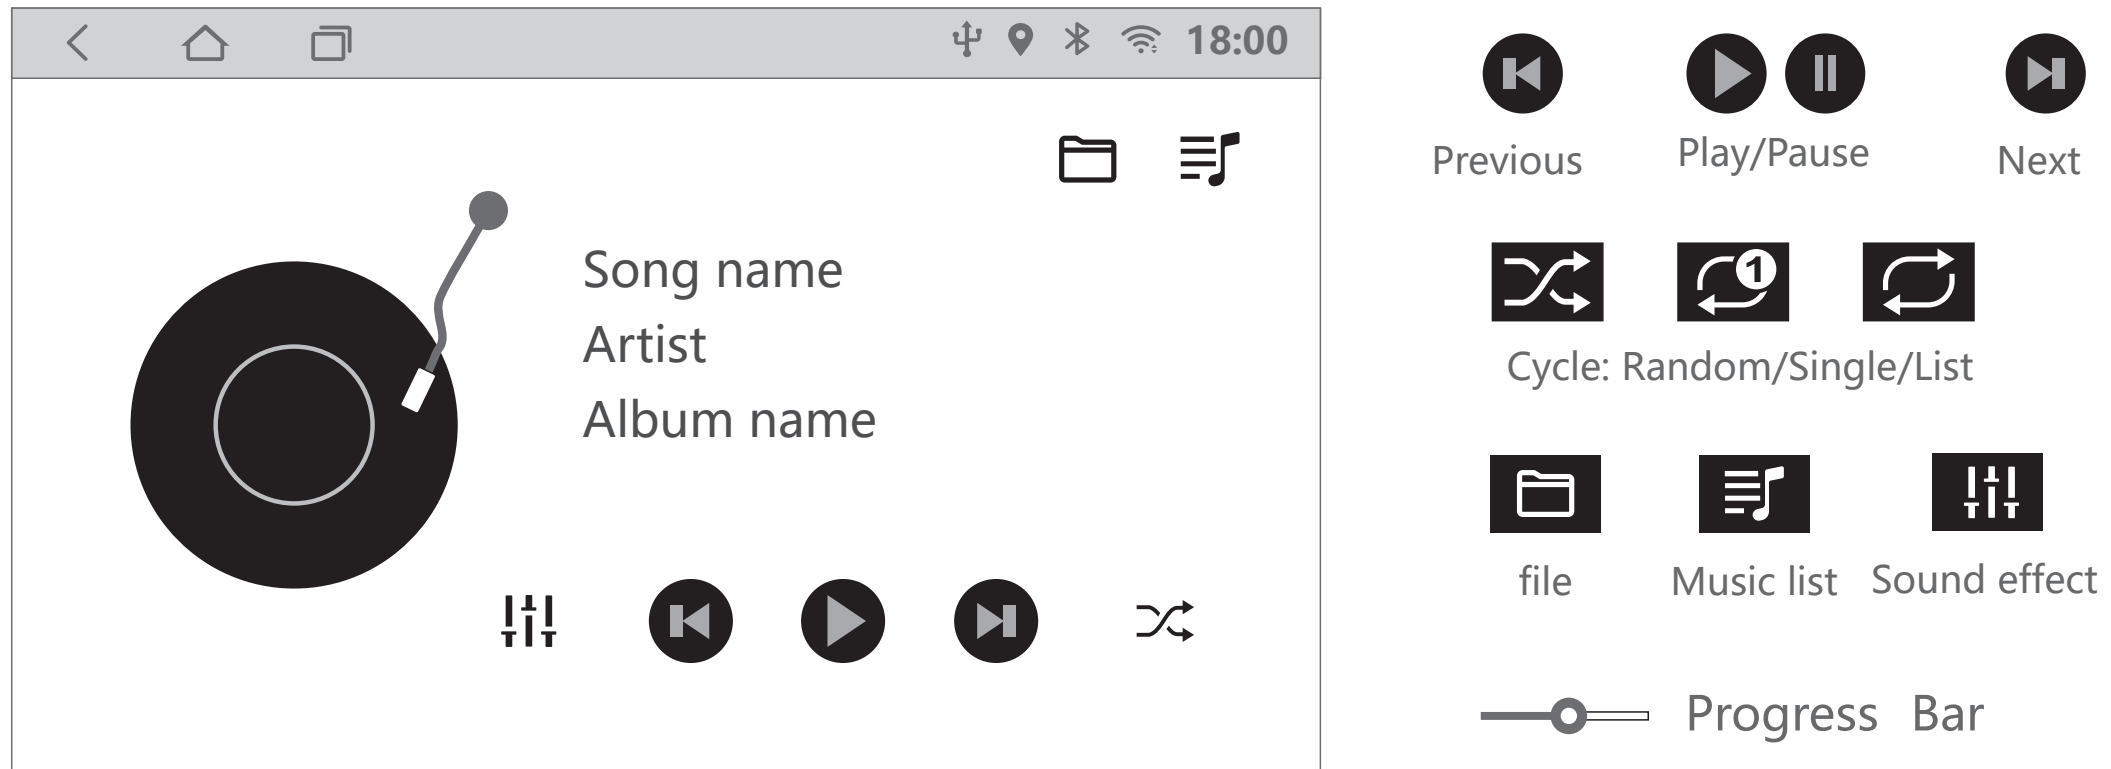 18:00
Song name
Artist
Album name
Previous
Play/Pause
Next
1
Cycle: Random/Single/List
file
Music list
Sound effect
Progress Bar